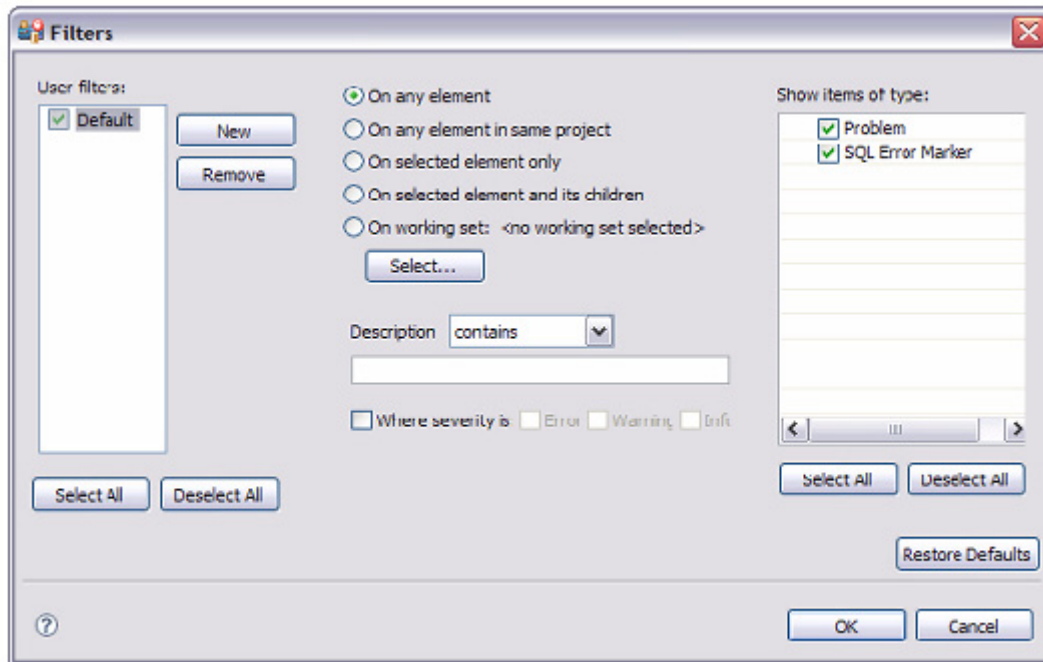 Filters
User filters:
Default
New
Remove
Select All
Deselect All
On any element
On any element in same project
On selected element only
On selected element and its children
On working set: <no working set selected>
Select...
Description contains
Where severity is Error Warning Info
Show items of type:
Problem
SQL Error Marker
Select All
Deselect All
Restore Defaults
?
OK
Cancel